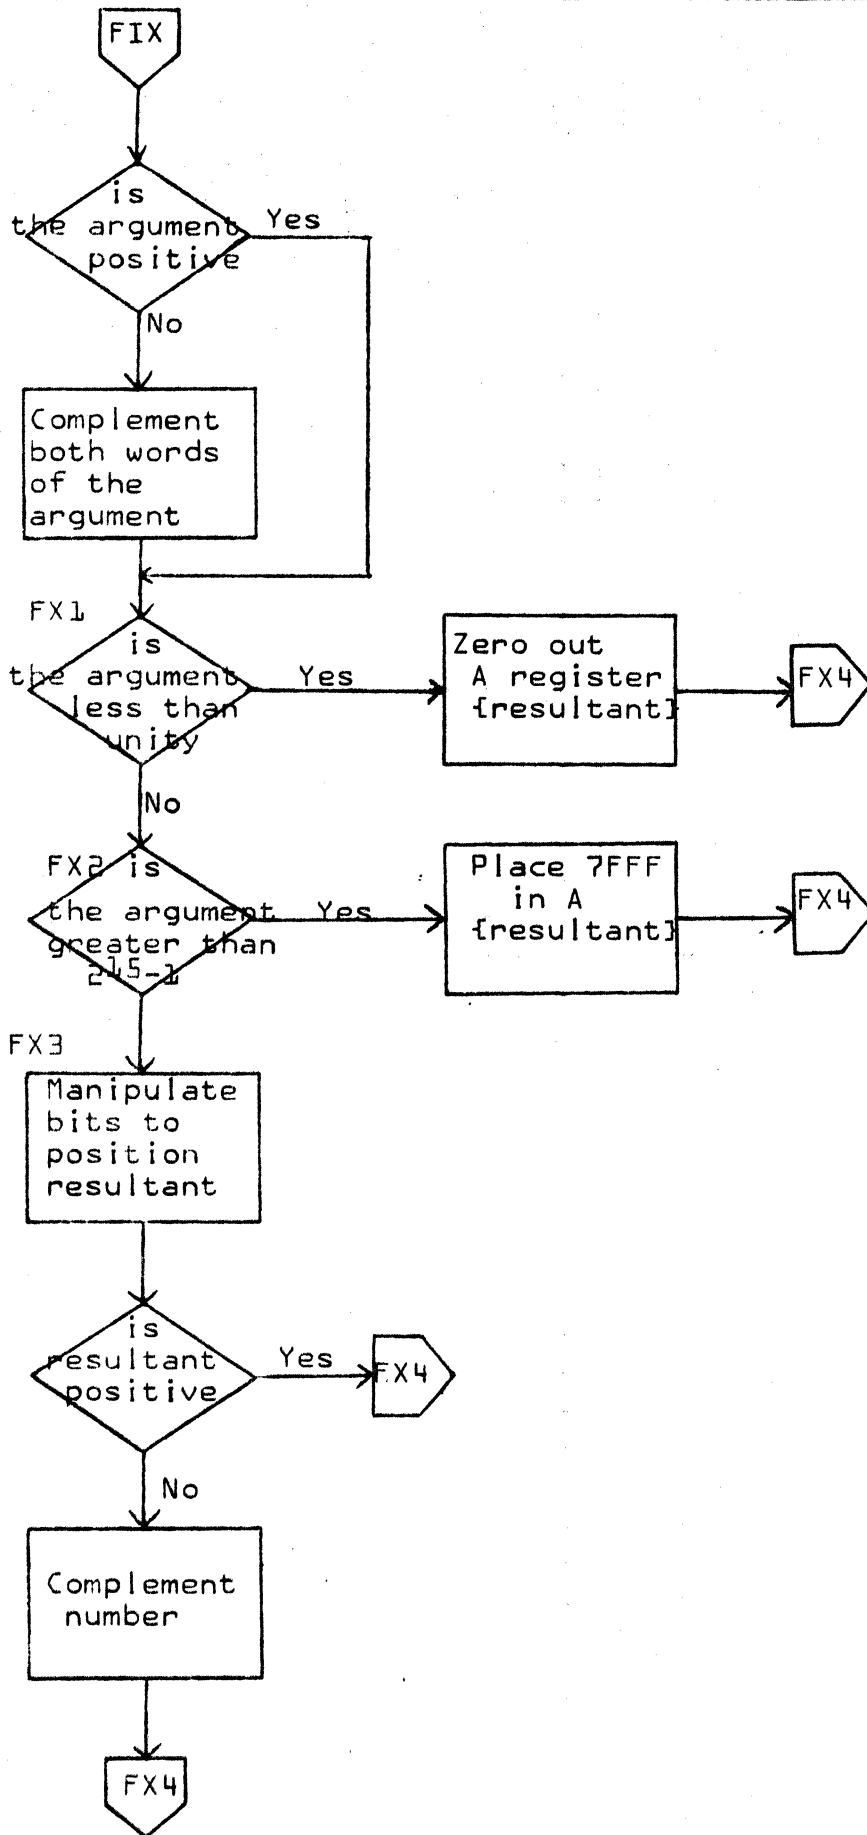 FIX
is
the argument
positive
Yes
No
Complement
both words
of the
argument
FX1
is
the argument
less than
unity
Yes
Zero out
A register
{resultant}
FX4
No
FX2 is
the argument
greater than
2^15-1
Yes
Place 7FFF
in A
{resultant}
FX4
FX3
Manipulate
bits to
position
resultant
is
resultant
positive
Yes
FX4
No
Complement
number
FX4